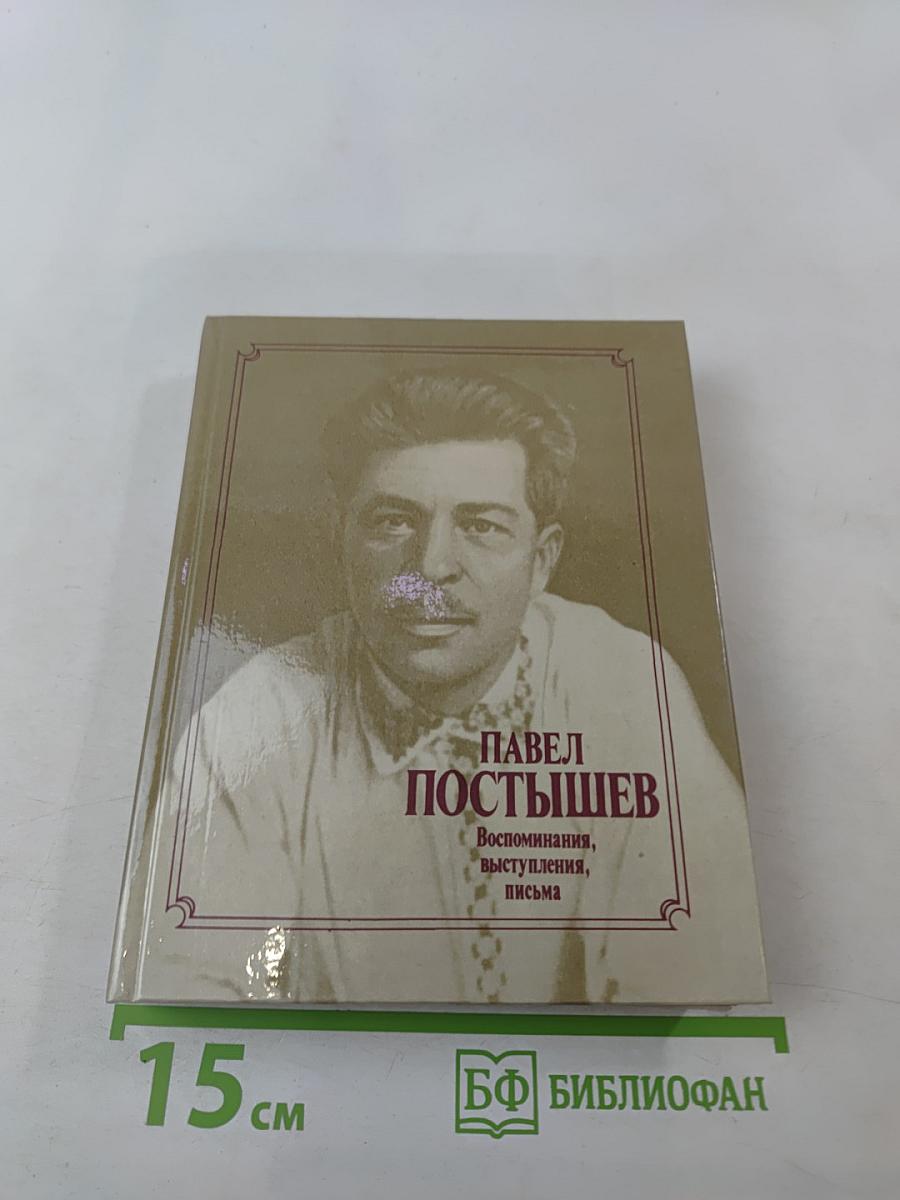 ПАВЕЛ
ПОСТЫШЕВ
Воспоминания,
выступления,
письма
15 см
БФ БИБЛИОФАН